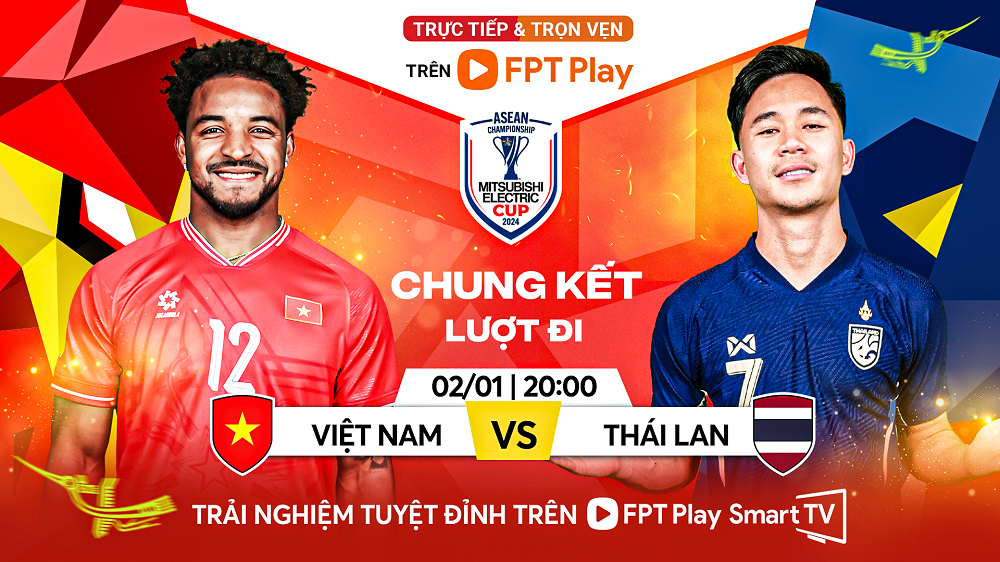 TRỰC TIẾP & TRỌN VẸN
TRÊN FPT Play
ASEAN
CHAMPIONSHIP
MITSUBISHI
ELECTRIC
CUP
2024
CHUNG KẾT
LƯỢT ĐI
02/01 | 20:00
VIỆT NAM VS THÁI LAN
12
7
THAILAND
TRẢI NGHIỆM TUYỆT ĐỈNH TRÊN FPT Play Smart TV